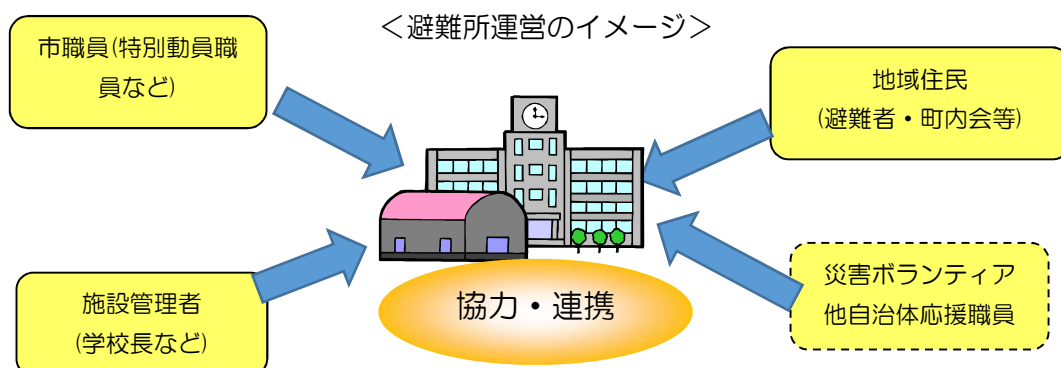 ＜避難所運営のイメージ＞
市職員(特別動員職
員など)
地域住民
(避難者・町内会等)
施設管理者
(学校長など)
協力・連携
災害ボランティア
他自治体応援職員